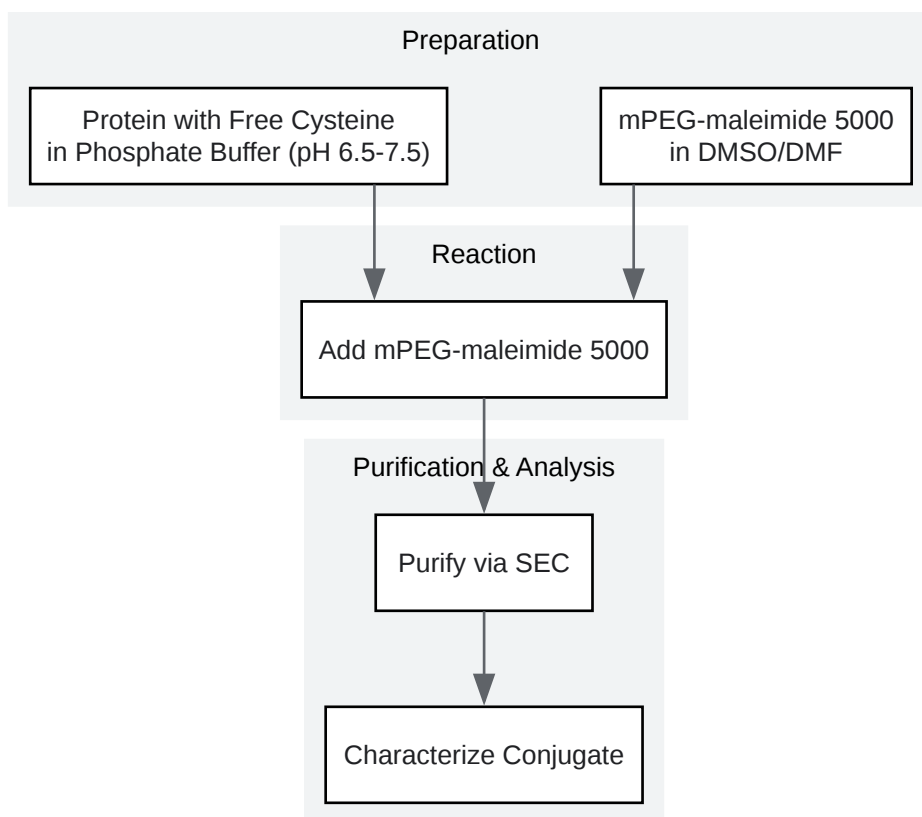 Preparation
Protein with Free Cysteine
in Phosphate Buffer (pH 6.5-7.5)
mPEG-maleimide 5000
in DMSO/DMF
Reaction
Add mPEG-maleimide 5000
Purification & Analysis
Purify via SEC
Characterize Conjugate